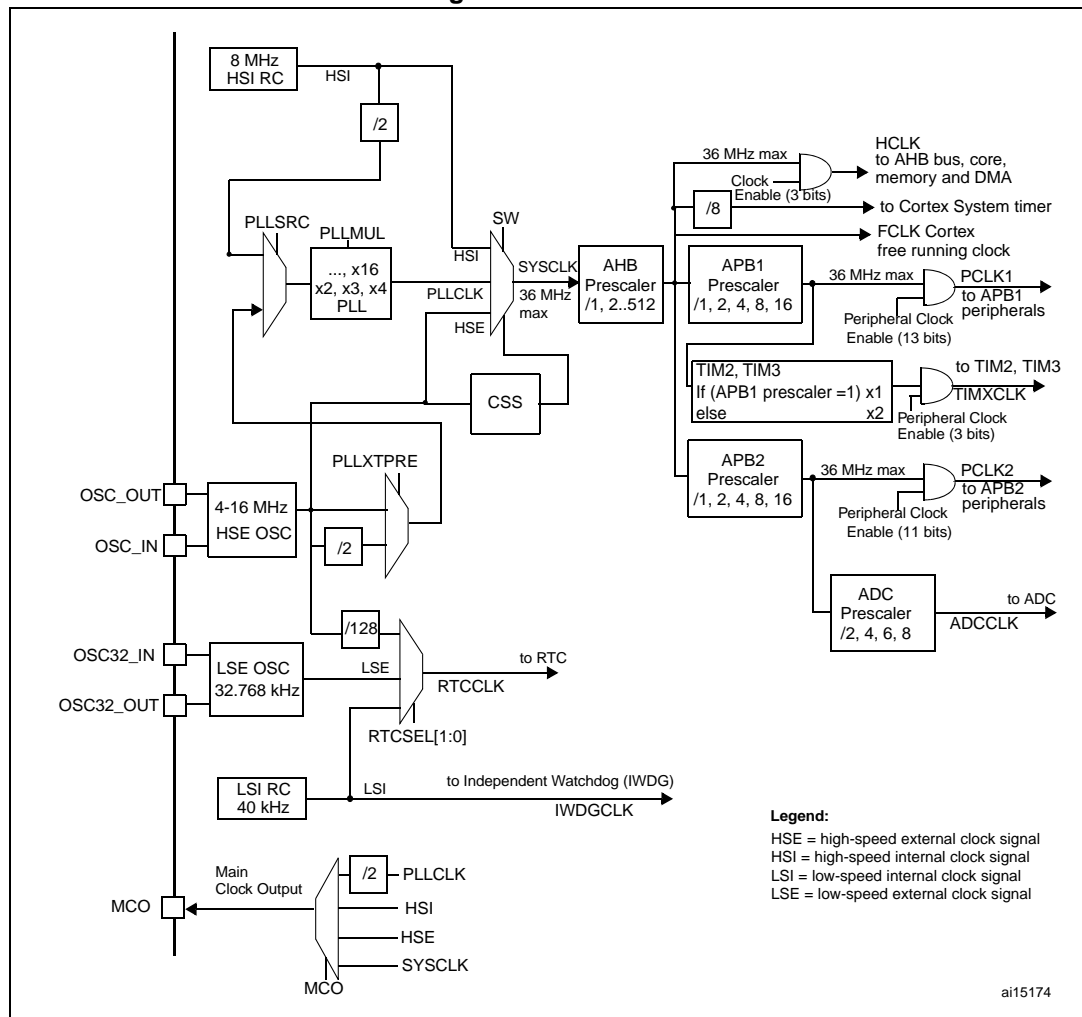 8 MHz
HSI RC
HSI
/2
36 MHz max
HCLK
to AHB bus, core,
memory and DMA
Clock
Enable (3 bits)
/8
to Cortex System timer
FCLK Cortex
free running clock
PLLSRC
PLLMUL
..., x16
x2, x3, x4
PLL
SW
HSI
PLLCLK
HSE
SYSCLK
36 MHz
max
AHB
Prescaler
/1, 2..512
APB1
Prescaler
/1, 2, 4, 8, 16
36 MHz max
PCLK1
to APB1
peripherals
Peripheral Clock
Enable (13 bits)
TIM2, TIM3
If (APB1 prescaler =1) x1
else x2
to TIM2, TIM3
TIMXCLK
Peripheral Clock
Enable (3 bits)
CSS
PLLXTPRE
OSC_OUT
OSC_IN
4-16 MHz
HSE OSC
/2
APB2
Prescaler
/1, 2, 4, 8, 16
36 MHz max
PCLK2
to APB2
peripherals
Peripheral Clock
Enable (11 bits)
ADC
Prescaler
/2, 4, 6, 8
to ADC
ADCCLK
/128
OSC32_IN
OSC32_OUT
LSE OSC
32.768 kHz
LSE
to RTC
RTCCLK
RTCSEL[1:0]
LSI RC
40 kHz
LSI
to Independent Watchdog (IWDG)
IWDGCLK
Legend:
HSE = high-speed external clock signal
HSI = high-speed internal clock signal
LSI = low-speed internal clock signal
LSE = low-speed external clock signal
Main
Clock Output
MCO
/2
PLLCLK
HSI
HSE
SYSCLK
MCO
ai15174